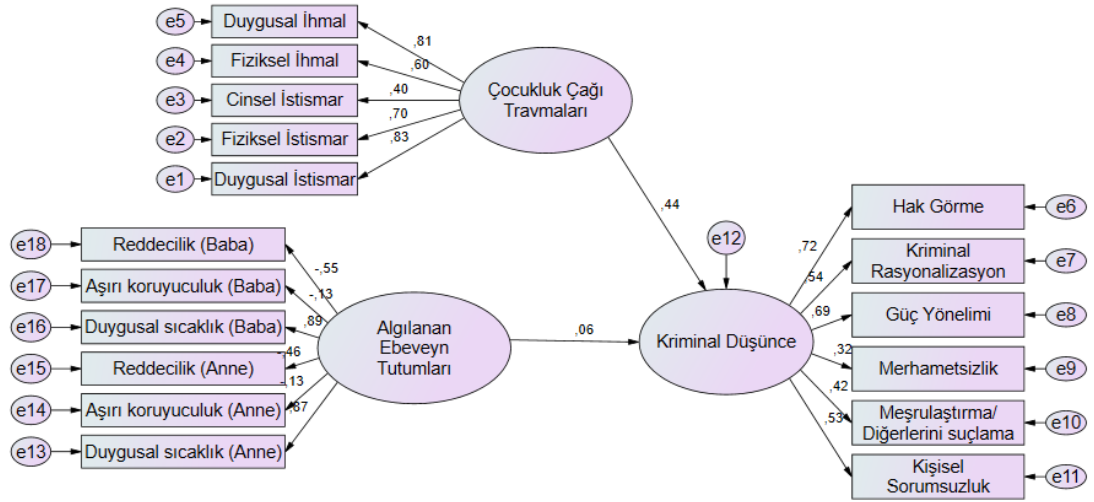 e5
Duygusal İhmal
,81
e4
Fiziksel İhmal
,60
e3
Cinsel İstismar
,40
e2
Fiziksel İstismar
,70
e1
Duygusal İstismar
,83
Çocukluk Çağı
Travmaları
,44
e18
Reddecilik (Baba)
-,55
e17
Aşırı koruyuculuk (Baba)
-,13
e16
Duygusal sıcaklık (Baba)
,89
e15
Reddecilik (Anne)
-,46
e14
Aşırı koruyuculuk (Anne)
-,13
e13
Duygusal sıcaklık (Anne)
,87
Algılanan
Ebeveyn
Tutumları
,06
e12
Kriminal Düşünce
,72
Hak Görme
e6
,54
Kriminal
Rasyonalizasyon
e7
,69
Güç Yönelimi
e8
,32
Merhametsizlik
e9
,42
Meşrulaştırma/
Diğerlerini suçlama
e10
,53
Kişisel
Sorumsuzluk
e11